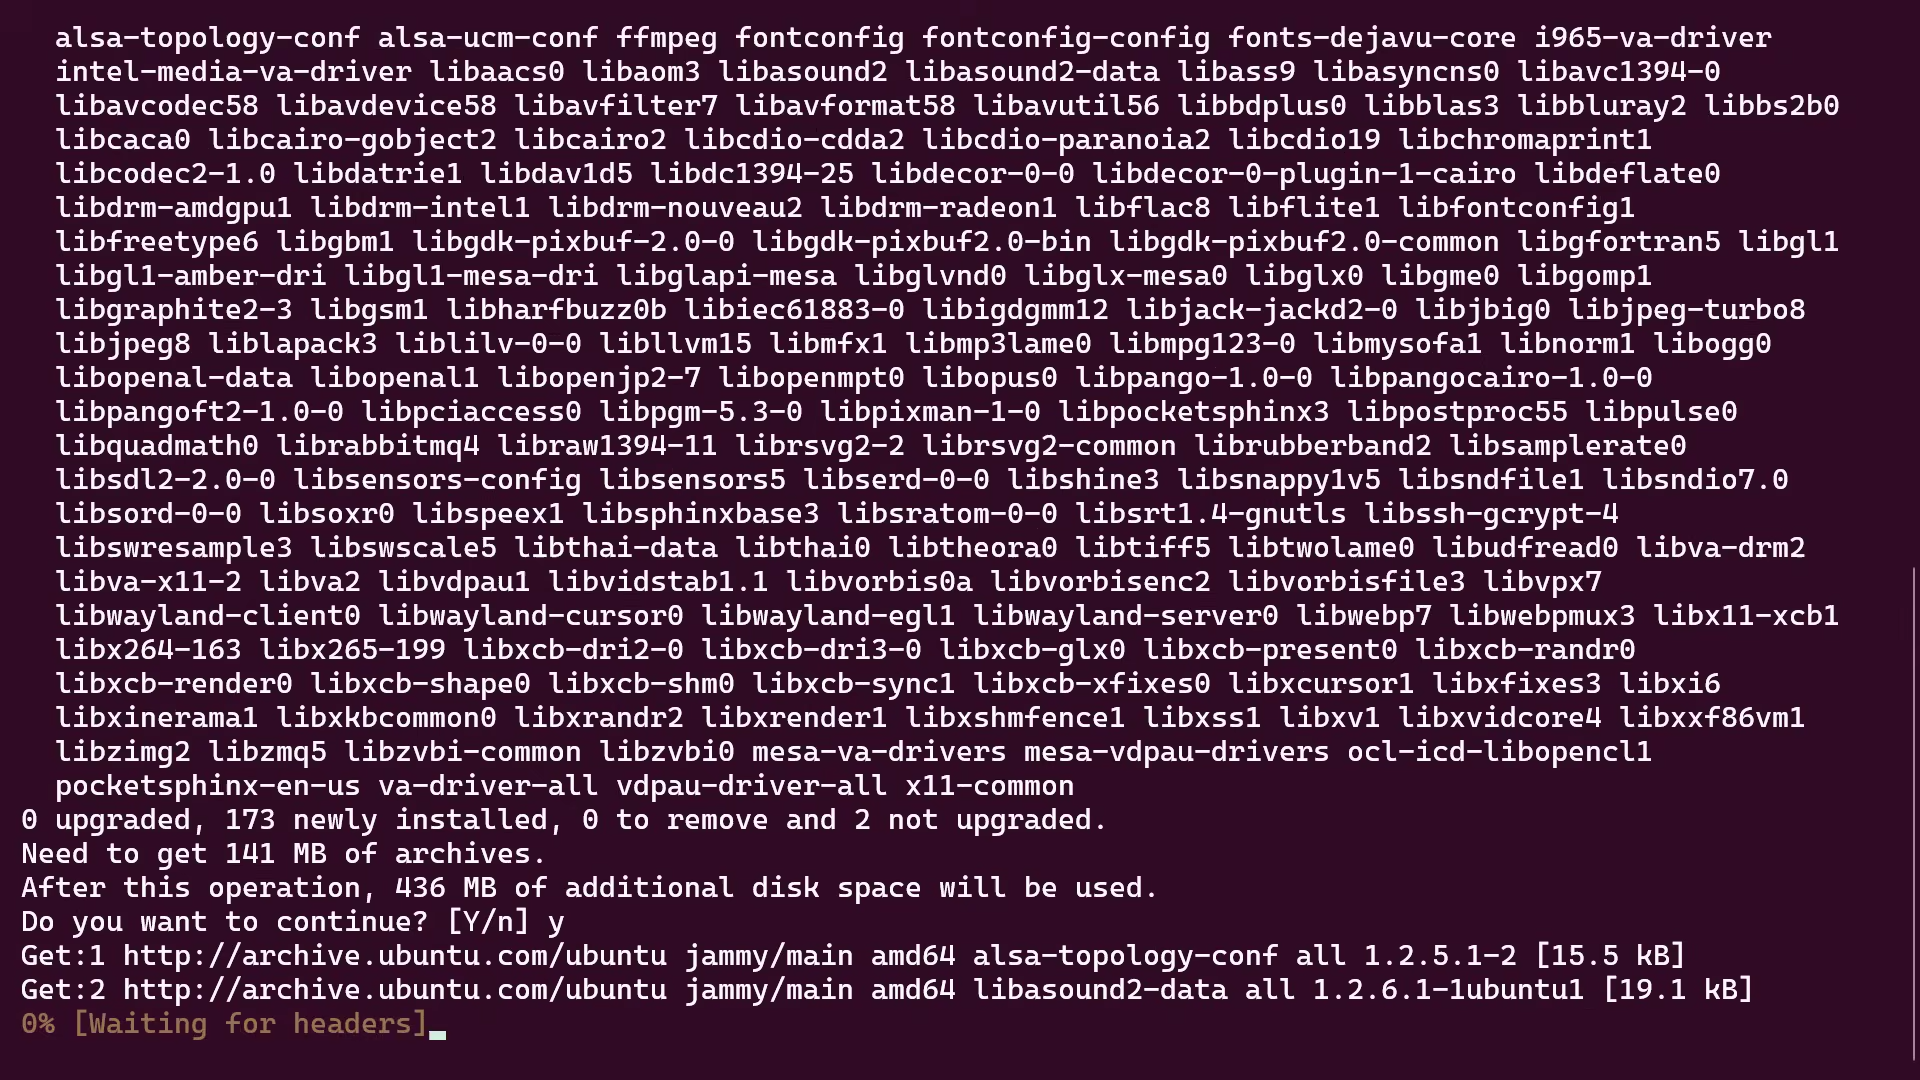 alsa-topology-conf alsa-ucm-conf ffmpeg fontconfig fontconfig-config fonts-dejavu-core i965-va-driver
intel-media-va-driver libaacs0 libaom3 libasound2 libasound2-data libass9 libasyncns0 libavc1394-0
libavcodec58 libavdevice58 libavfilter7 libavformat58 libavutil56 libbdplus0 libblas3 libbluray2 libbs2b0
libcaca0 libcairo-gobject2 libcairo2 libcdio-cdda2 libcdio-paranoia2 libcdio19 libchromaprint1
libcodec2-1.0 libdatrie1 libdav1d5 libdc1394-25 libdecor-0-0 libdecor-0-plugin-1-cairo libdeflate0
libdrm-amdgpu1 libdrm-intel1 libdrm-nouveau2 libdrm-radeon1 libflac8 libflite1 libfontconfig1
libfreetype6 libgbm1 libgdk-pixbuf-2.0-0 libgdk-pixbuf2.0-bin libgdk-pixbuf2.0-common libgfortran5 libgl1
libgl1-amber-dri libgl1-mesa-dri libglapi-mesa libglvnd0 libglx-mesa0 libglx0 libgme0 libgomp1
libgraphite2-3 libgsm1 libharfbuzz0b libiec61883-0 libigdgmm12 libjack-jackd2-0 libjbig0 libjpeg-turbo8
libjpeg8 liblapack3 liblilv-0-0 libllvm15 libmfx1 libmp3lame0 libmpg123-0 libmysofa1 libnorm1 libogg0
libopenal-data libopenal1 libopenjp2-7 libopenmpt0 libopus0 libpango-1.0-0 libpangocairo-1.0-0
libpangoft2-1.0-0 libpciaccess0 libpgm-5.3-0 libpixman-1-0 libpocketsphinx3 libpostproc55 libpulse0
libquadmath0 librabbitmq4 libraw1394-11 librsvg2-2 librsvg2-common librubberband2 libsamplerate0
libsdl2-2.0-0 libsensors-config libsensors5 libserd-0-0 libshine3 libsnappy1v5 libsndfile1 libsndio7.0
libsord-0-0 libsoxr0 libspeex1 libsphinxbase3 libsratom-0-0 libsrt1.4-gnutls libssh-gcrypt-4
libswresample3 libswscale5 libthai-data libthai0 libtheora0 libtiff5 libtwolame0 libudfread0 libva-drm2
libva-x11-2 libva2 libvdpau1 libvidstab1.1 libvorbis0a libvorbisenc2 libvorbisfile3 libvpx7
libwayland-client0 libwayland-cursor0 libwayland-egl1 libwayland-server0 libwebp7 libwebpmux3 libx11-xcb1
libx264-163 libx265-199 libxcb-dri2-0 libxcb-dri3-0 libxcb-glx0 libxcb-present0 libxcb-randr0
libxcb-render0 libxcb-shape0 libxcb-shm0 libxcb-sync1 libxcb-xfixes0 libxcursor1 libxfixes3 libxi6
libxinerama1 libxkbcommon0 libxrandr2 libxrender1 libxshmfence1 libxss1 libxv1 libxvidcore4 libxxf86vm1
libzimg2 libzmq5 libzvbi-common libzvbi0 mesa-va-drivers mesa-vdpau-drivers ocl-icd-libopencl1
pocketsphinx-en-us va-driver-all vdpau-driver-all x11-common
0 upgraded, 173 newly installed, 0 to remove and 2 not upgraded.
Need to get 141 MB of archives.
After this operation, 436 MB of additional disk space will be used.
Do you want to continue? [Y/n] y
Get:1 http://archive.ubuntu.com/ubuntu jammy/main amd64 alsa-topology-conf all 1.2.5.1-2 [15.5 kB]
Get:2 http://archive.ubuntu.com/ubuntu jammy/main amd64 libasound2-data all 1.2.6.1-1ubuntu1 [19.1 kB]
0% [Waiting for headers]